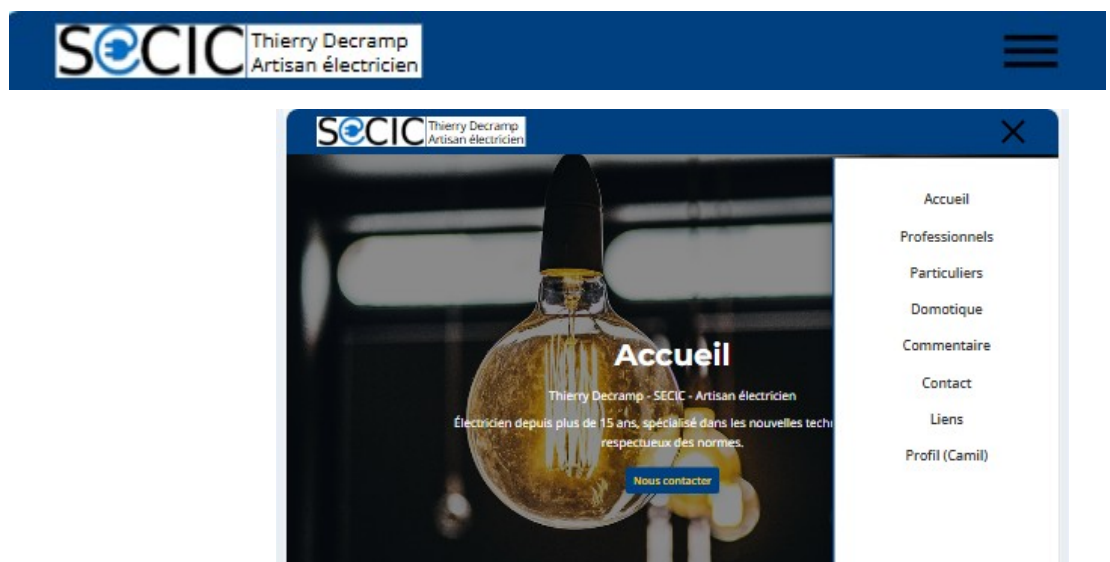 SeCIC Thierry Decramp
Artisan électricien
SeCIC Thierry Decramp
Artisan électricien
Accueil
Professionnels
Particuliers
Domotique
Commentaire
Contact
Liens
Profil (Camil)
Accueil
Thierry Decramp - SECIC - Artisan électricien
Électricien depuis plus de 15 ans, spécialisé dans les nouvelles techn
respectueux des normes.
Nous contacter